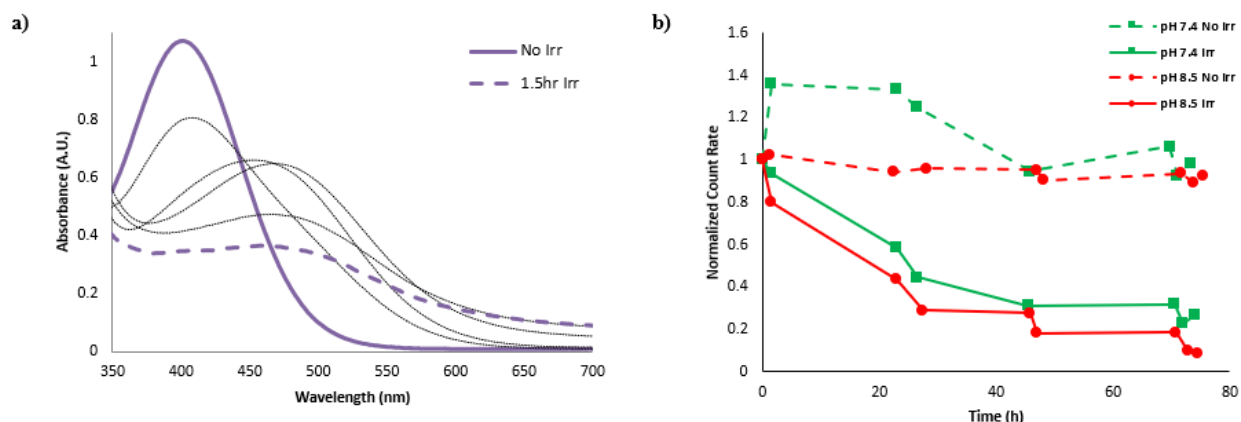 a)
Absorbance (A.U.)
1
0.8
0.6
0.4
0.2
0
350 400 450 500 550 600 650 700
Wavelength (nm)
No Irr
1.5hr Irr
b)
Normalized Count Rate
1.6
1.4
1.2
1
0.8
0.6
0.4
0.2
0
0 20 40 60 80
Time (h)
pH 7.4 No Irr
pH 7.4 Irr
pH 8.5 No Irr
pH 8.5 Irr